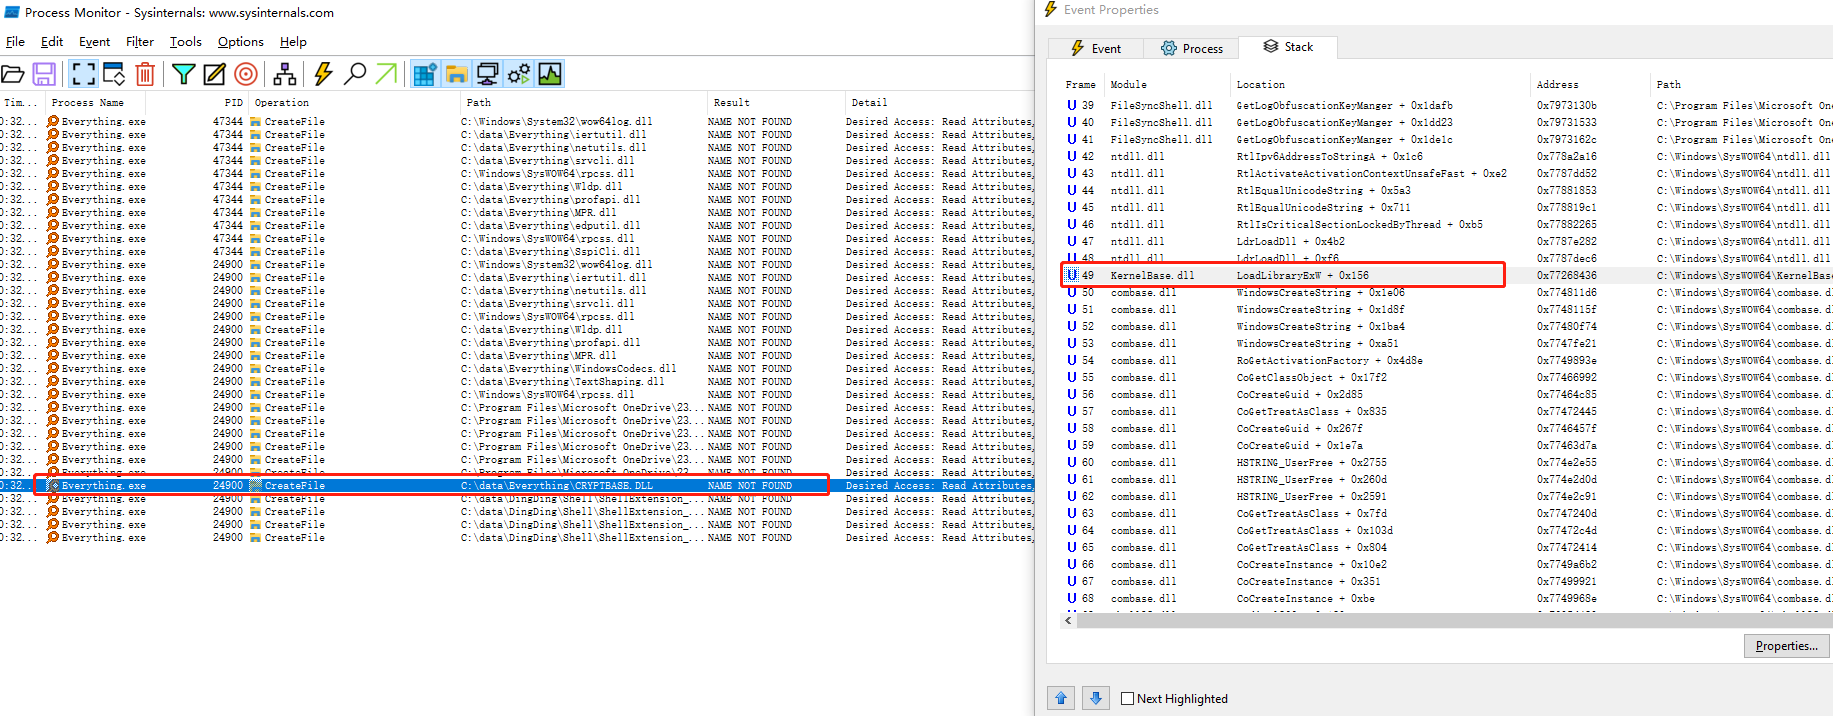 Process Monitor - Sysinternals: www.sysinternals.com
File Edit Event Filter Tools Options Help
Tim... Process Name PID Operation Path Result Detail
0:32... Everything.exe 47344 CreateFile C:\Windows\System32\wow64log.dll NAME NOT FOUND Desired Access: Read Attributes,
0:32... Everything.exe 47344 CreateFile C:\data\Everything\iertutil.dll NAME NOT FOUND Desired Access: Read Attributes,
0:32... Everything.exe 47344 CreateFile C:\data\Everything\netutils.dll NAME NOT FOUND Desired Access: Read Attributes,
0:32... Everything.exe 47344 CreateFile C:\data\Everything\srvcli.dll NAME NOT FOUND Desired Access: Read Attributes,
0:32... Everything.exe 47344 CreateFile C:\Windows\SysWOW64\rpcss.dll NAME NOT FOUND Desired Access: Read Attributes,
0:32... Everything.exe 47344 CreateFile C:\data\Everything\Wldp.dll NAME NOT FOUND Desired Access: Read Attributes,
0:32... Everything.exe 47344 CreateFile C:\data\Everything\profapi.dll NAME NOT FOUND Desired Access: Read Attributes,
0:32... Everything.exe 47344 CreateFile C:\data\Everything\MPR.dll NAME NOT FOUND Desired Access: Read Attributes,
0:32... Everything.exe 47344 CreateFile C:\data\Everything\edputil.dll NAME NOT FOUND Desired Access: Read Attributes,
0:32... Everything.exe 47344 CreateFile C:\Windows\SysWOW64\rpcss.dll NAME NOT FOUND Desired Access: Read Attributes,
0:32... Everything.exe 47344 CreateFile C:\data\Everything\SspiCli.dll NAME NOT FOUND Desired Access: Read Attributes,
0:32... Everything.exe 24900 CreateFile C:\Windows\System32\wow64log.dll NAME NOT FOUND Desired Access: Read Attributes,
0:32... Everything.exe 24900 CreateFile C:\data\Everything\iertutil.dll NAME NOT FOUND Desired Access: Read Attributes,
0:32... Everything.exe 24900 CreateFile C:\data\Everything\netutils.dll NAME NOT FOUND Desired Access: Read Attributes,
0:32... Everything.exe 24900 CreateFile C:\data\Everything\srvcli.dll NAME NOT FOUND Desired Access: Read Attributes,
0:32... Everything.exe 24900 CreateFile C:\Windows\SysWOW64\rpcss.dll NAME NOT FOUND Desired Access: Read Attributes,
0:32... Everything.exe 24900 CreateFile C:\data\Everything\Wldp.dll NAME NOT FOUND Desired Access: Read Attributes,
0:32... Everything.exe 24900 CreateFile C:\data\Everything\profapi.dll NAME NOT FOUND Desired Access: Read Attributes,
0:32... Everything.exe 24900 CreateFile C:\data\Everything\MPR.dll NAME NOT FOUND Desired Access: Read Attributes,
0:32... Everything.exe 24900 CreateFile C:\data\Everything\WindowsCodecs.dll NAME NOT FOUND Desired Access: Read Attributes,
0:32... Everything.exe 24900 CreateFile C:\data\Everything\TextShaping.dll NAME NOT FOUND Desired Access: Read Attributes,
0:32... Everything.exe 24900 CreateFile C:\Windows\SysWOW64\rpcss.dll NAME NOT FOUND Desired Access: Read Attributes,
0:32... Everything.exe 24900 CreateFile C:\Program Files\Microsoft OneDrive\23... NAME NOT FOUND Desired Access: Read Attributes,
0:32... Everything.exe 24900 CreateFile C:\Program Files\Microsoft OneDrive\23... NAME NOT FOUND Desired Access: Read Attributes,
0:32... Everything.exe 24900 CreateFile C:\Program Files\Microsoft OneDrive\23... NAME NOT FOUND Desired Access: Read Attributes,
0:32... Everything.exe 24900 CreateFile C:\Program Files\Microsoft OneDrive\23... NAME NOT FOUND Desired Access: Read Attributes,
0:32... Everything.exe 24900 CreateFile C:\Program Files\Microsoft OneDrive\23... NAME NOT FOUND Desired Access: Read Attributes,
0:32... Everything.exe 24900 CreateFile C:\Program Files\Microsoft OneDrive\23 NAME NOT FOUND Desired Access: Read Attributes,
0:32... Everything.exe 24900 CreateFile C:\data\Everything\CRYPTBASE.DLL NAME NOT FOUND Desired Access: Read Attributes,
0:32... Everything.exe 24900 CreateFile C:\data\DingDing\Shell\ShellExtension_... NAME NOT FOUND Desired Access: Read Attributes,
0:32... Everything.exe 24900 CreateFile C:\data\DingDing\Shell\ShellExtension_... NAME NOT FOUND Desired Access: Read Attributes,
0:32... Everything.exe 24900 CreateFile C:\data\DingDing\Shell\ShellExtension_... NAME NOT FOUND Desired Access: Read Attributes,
0:32... Everything.exe 24900 CreateFile C:\data\DingDing\Shell\ShellExtension_... NAME NOT FOUND Desired Access: Read Attributes,
Event Properties
Event Process Stack
Frame Module Location Address Path
U 39 FileSyncShell.dll GetLogObfuscationKeyManger + 0x1dafb 0x7973130b C:\Program Files\Microsoft One
U 40 FileSyncShell.dll GetLogObfuscationKeyManger + 0x1dd23 0x79731533 C:\Program Files\Microsoft One
U 41 FileSyncShell.dll GetLogObfuscationKeyManger + 0x1de1c 0x7973162c C:\Program Files\Microsoft One
U 42 ntdll.dll RtlIpv6AddressToStringA + 0x1c6 0x778a2a16 C:\Windows\SysWOW64\ntdll.dll
U 43 ntdll.dll RtlActivateActivationContextUnsafeFast + 0xe2 0x7787dd52 C:\Windows\SysWOW64\ntdll.dll
U 44 ntdll.dll RtlEqualUnicodeString + 0x5a3 0x77881853 C:\Windows\SysWOW64\ntdll.dll
U 45 ntdll.dll RtlEqualUnicodeString + 0x711 0x778819c1 C:\Windows\SysWOW64\ntdll.dll
U 46 ntdll.dll RtlIsCriticalSectionLockedByThread + 0xb5 0x77882265 C:\Windows\SysWOW64\ntdll.dll
U 47 ntdll.dll LdrLoadDll + 0x4b2 0x7787e282 C:\Windows\SysWOW64\ntdll.dll
U 48 ntdll.dll LdrLoadDll + 0xf6 0x7787dec6 C:\Windows\SysWOW64\ntdll.dll
U 49 KernelBase.dll LoadLibraryExW + 0x156 0x77268436 C:\Windows\SysWOW64\KernelBase
U 50 combase.dll WindowsCreateString + 0x1e06 0x774811d6 C:\Windows\SysWOW64\combase.d
U 51 combase.dll WindowsCreateString + 0x1d8f 0x7748115f C:\Windows\SysWOW64\combase.d
U 52 combase.dll WindowsCreateString + 0x1ba4 0x77480f74 C:\Windows\SysWOW64\combase.d
U 53 combase.dll WindowsCreateString + 0xa51 0x7747fe21 C:\Windows\SysWOW64\combase.d
U 54 combase.dll RoGetActivationFactory + 0x4d8e 0x7749893e C:\Windows\SysWOW64\combase.d
U 55 combase.dll CoGetClassObject + 0x17f2 0x77466992 C:\Windows\SysWOW64\combase.d
U 56 combase.dll CoCreateGuid + 0x2d85 0x77464c85 C:\Windows\SysWOW64\combase.d
U 57 combase.dll CoGetTreatAsClass + 0x835 0x77472445 C:\Windows\SysWOW64\combase.d
U 58 combase.dll CoCreateGuid + 0x267f 0x7746457f C:\Windows\SysWOW64\combase.d
U 59 combase.dll CoCreateGuid + 0x1e7a 0x77463d7a C:\Windows\SysWOW64\combase.d
U 60 combase.dll HSTRING_UserFree + 0x2755 0x774e2e55 C:\Windows\SysWOW64\combase.d
U 61 combase.dll HSTRING_UserFree + 0x260d 0x774e2d0d C:\Windows\SysWOW64\combase.d
U 62 combase.dll HSTRING_UserFree + 0x2591 0x774e2c91 C:\Windows\SysWOW64\combase.d
U 63 combase.dll CoGetTreatAsClass + 0x7fd 0x7747240d C:\Windows\SysWOW64\combase.d
U 64 combase.dll CoGetTreatAsClass + 0x103d 0x77472c4d C:\Windows\SysWOW64\combase.d
U 65 combase.dll CoGetTreatAsClass + 0x804 0x77472414 C:\Windows\SysWOW64\combase.d
U 66 combase.dll CoCreateInstance + 0x10e2 0x7749a6b2 C:\Windows\SysWOW64\combase.d
U 67 combase.dll CoCreateInstance + 0x351 0x77499921 C:\Windows\SysWOW64\combase.d
U 68 combase.dll CoCreateInstance + 0xbe 0x7749968e C:\Windows\SysWOW64\combase.d
Properties...
Next Highlighted